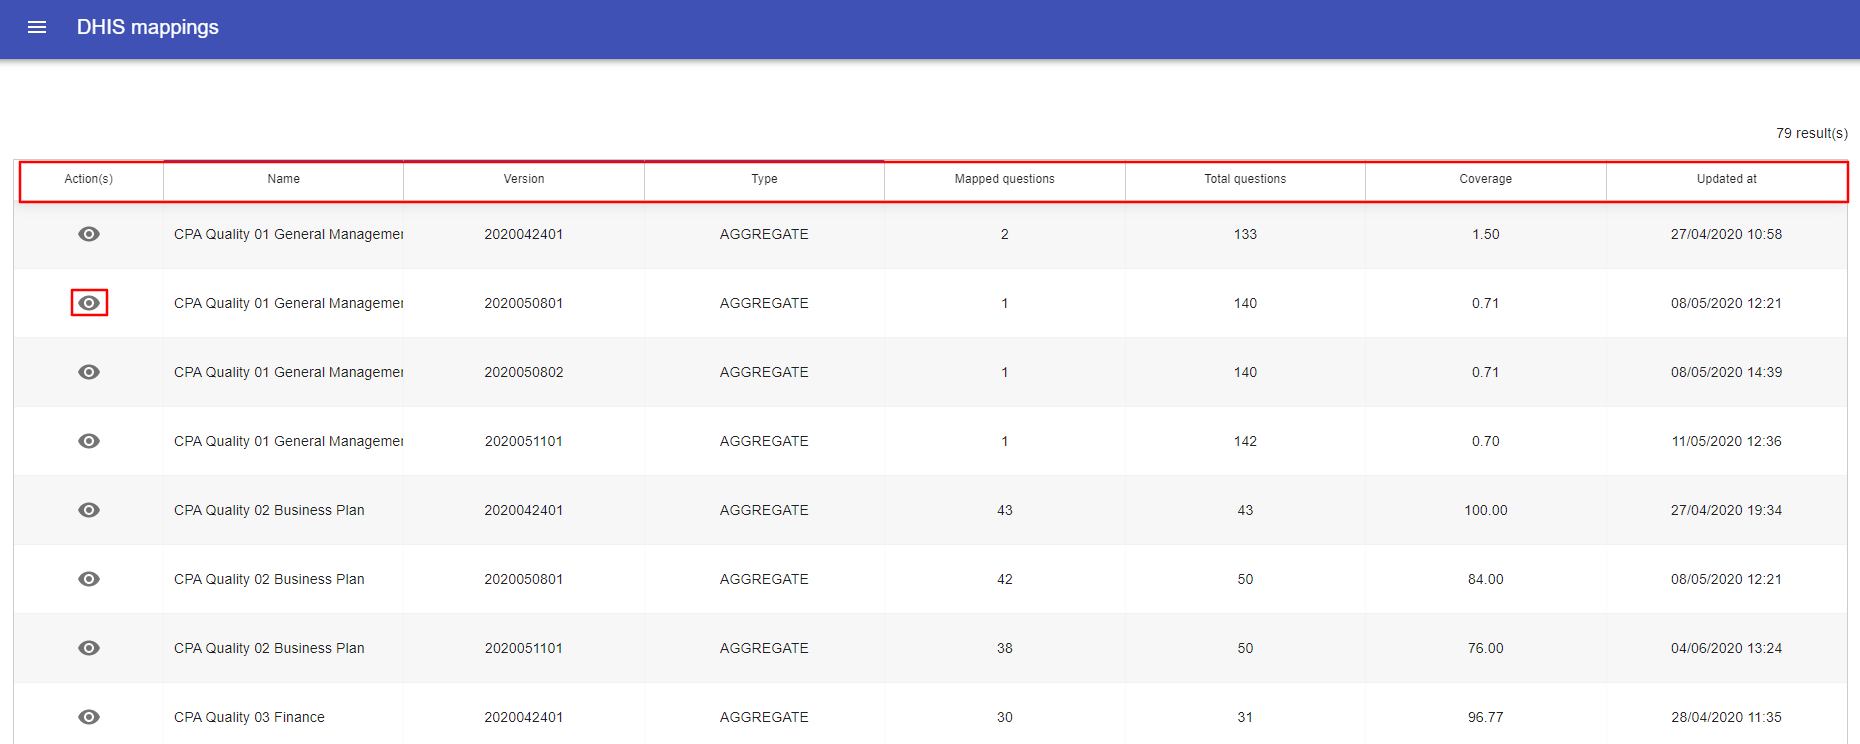 DHIS mappings
79 result(s)
Action(s) Name Version Type Mapped questions Total questions Coverage Updated at
CPA Quality 01 General Manageme 2020042401 AGGREGATE 2 133 1.50 27/04/2020 10:58
CPA Quality 01 General Manageme 2020050801 AGGREGATE 1 140 0.71 08/05/2020 12:21
CPA Quality 01 General Manageme 2020050802 AGGREGATE 1 140 0.71 08/05/2020 14:39
CPA Quality 01 General Manageme 2020051101 AGGREGATE 1 142 0.70 11/05/2020 12:36
CPA Quality 02 Business Plan 2020042401 AGGREGATE 43 43 100.00 27/04/2020 19:34
CPA Quality 02 Business Plan 2020050801 AGGREGATE 42 50 84.00 08/05/2020 12:21
CPA Quality 02 Business Plan 2020051101 AGGREGATE 38 50 76.00 04/06/2020 13:24
CPA Quality 03 Finance 2020042401 AGGREGATE 30 31 96.77 28/04/2020 11:35